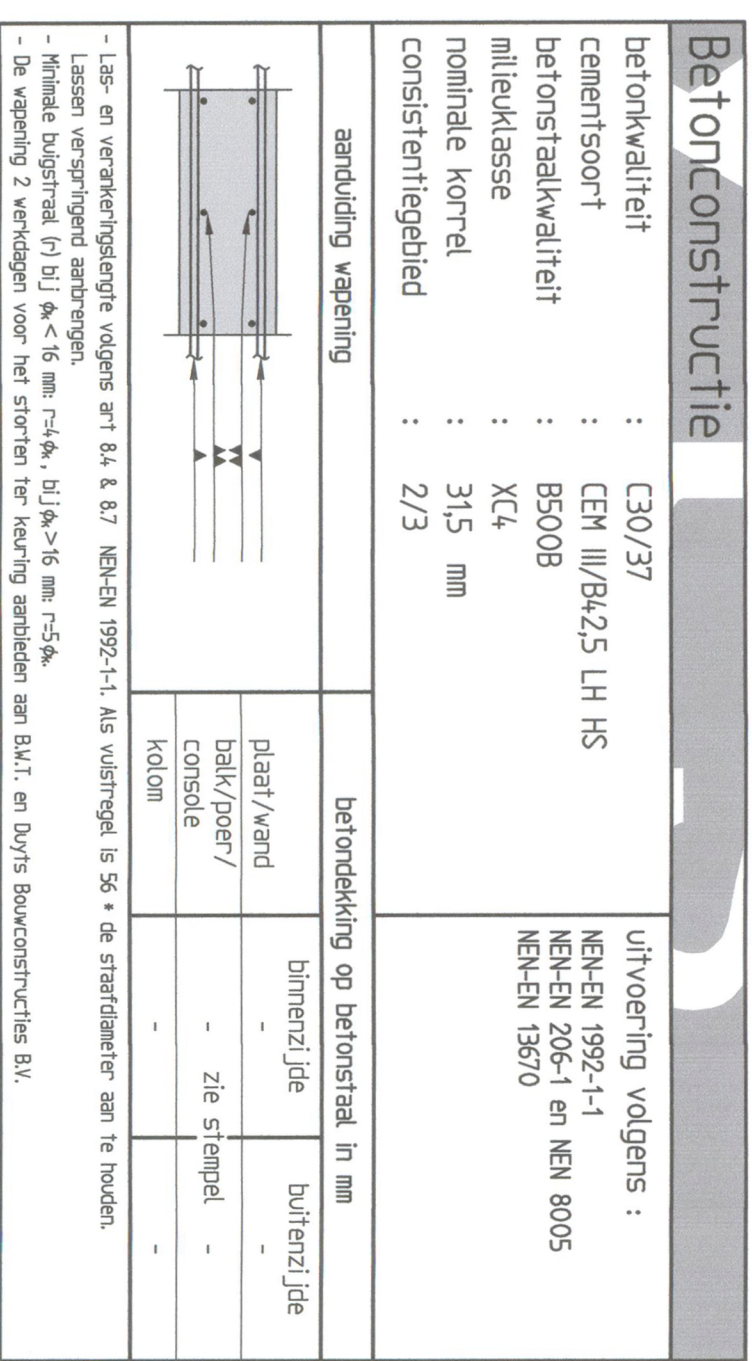 Betonconstructie
betonkwaliteit : C30/37
cementsoort : CEM III/B42,5 LH HS
betonstaalkwaliteit : B500B
milieuklasse : XC4
nominale korrel : 31,5 mm
consistentiegebied : 2/3
uitvoering volgens :
NEN-EN 1992-1-1
NEN-EN 206-1 en NEN 8005
NEN-EN 13670
aanduiding wapening
betondekking op betonstaal in mm
binnenzijde buitenzijde
plaat/wand - -
balk/poer/
console - zie stempel -
kolom - -
- Las- en verankeringslengte volgens art 8.4 & 8.7 NEN-EN 1992-1-1. Als vuistregel is 56 * de staafdiameter aan te houden.
Lassen verspringend aanbrengen.
- Minimale buigstraal (r) bij ϕk < 16 mm: r=4ϕk, bij ϕk > 16 mm: r=5ϕk.
- De wapening 2 werkdagen voor het storten ter keuring aanbieden aan B.W.T. en Duyts Bouwconstructies B.V.